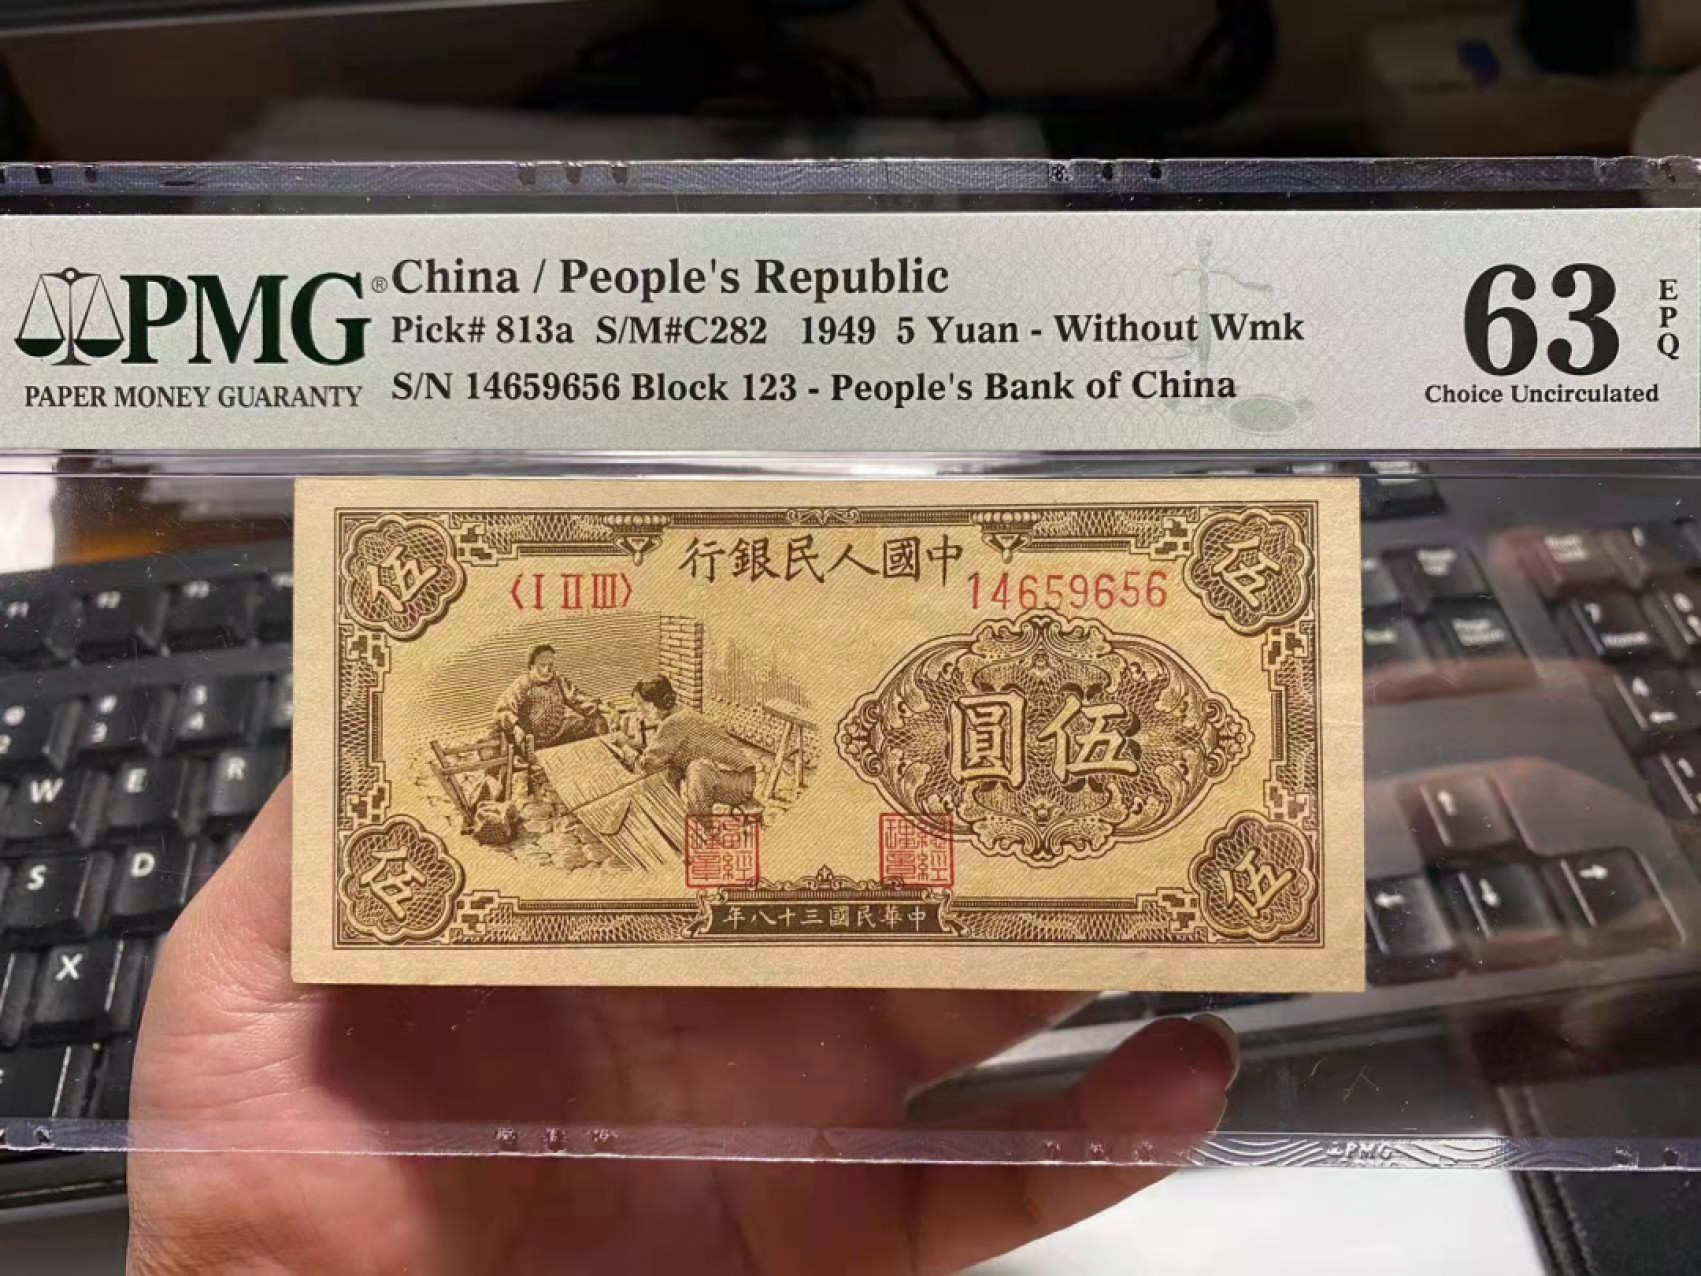 PMG®
PAPER MONEY GUARANTY
China / People's Republic
Pick# 813a S/M#C282 1949 5 Yuan - Without Wmk
S/N 14659656 Block 123 - People's Bank of China
63
EPQ
Choice Uncirculated
行銀民人國中
〈Ⅰ Ⅱ Ⅲ〉
14659656
伍
伍
圓伍
伍
伍
年八十三國民華中
W
E
R
S
D
X